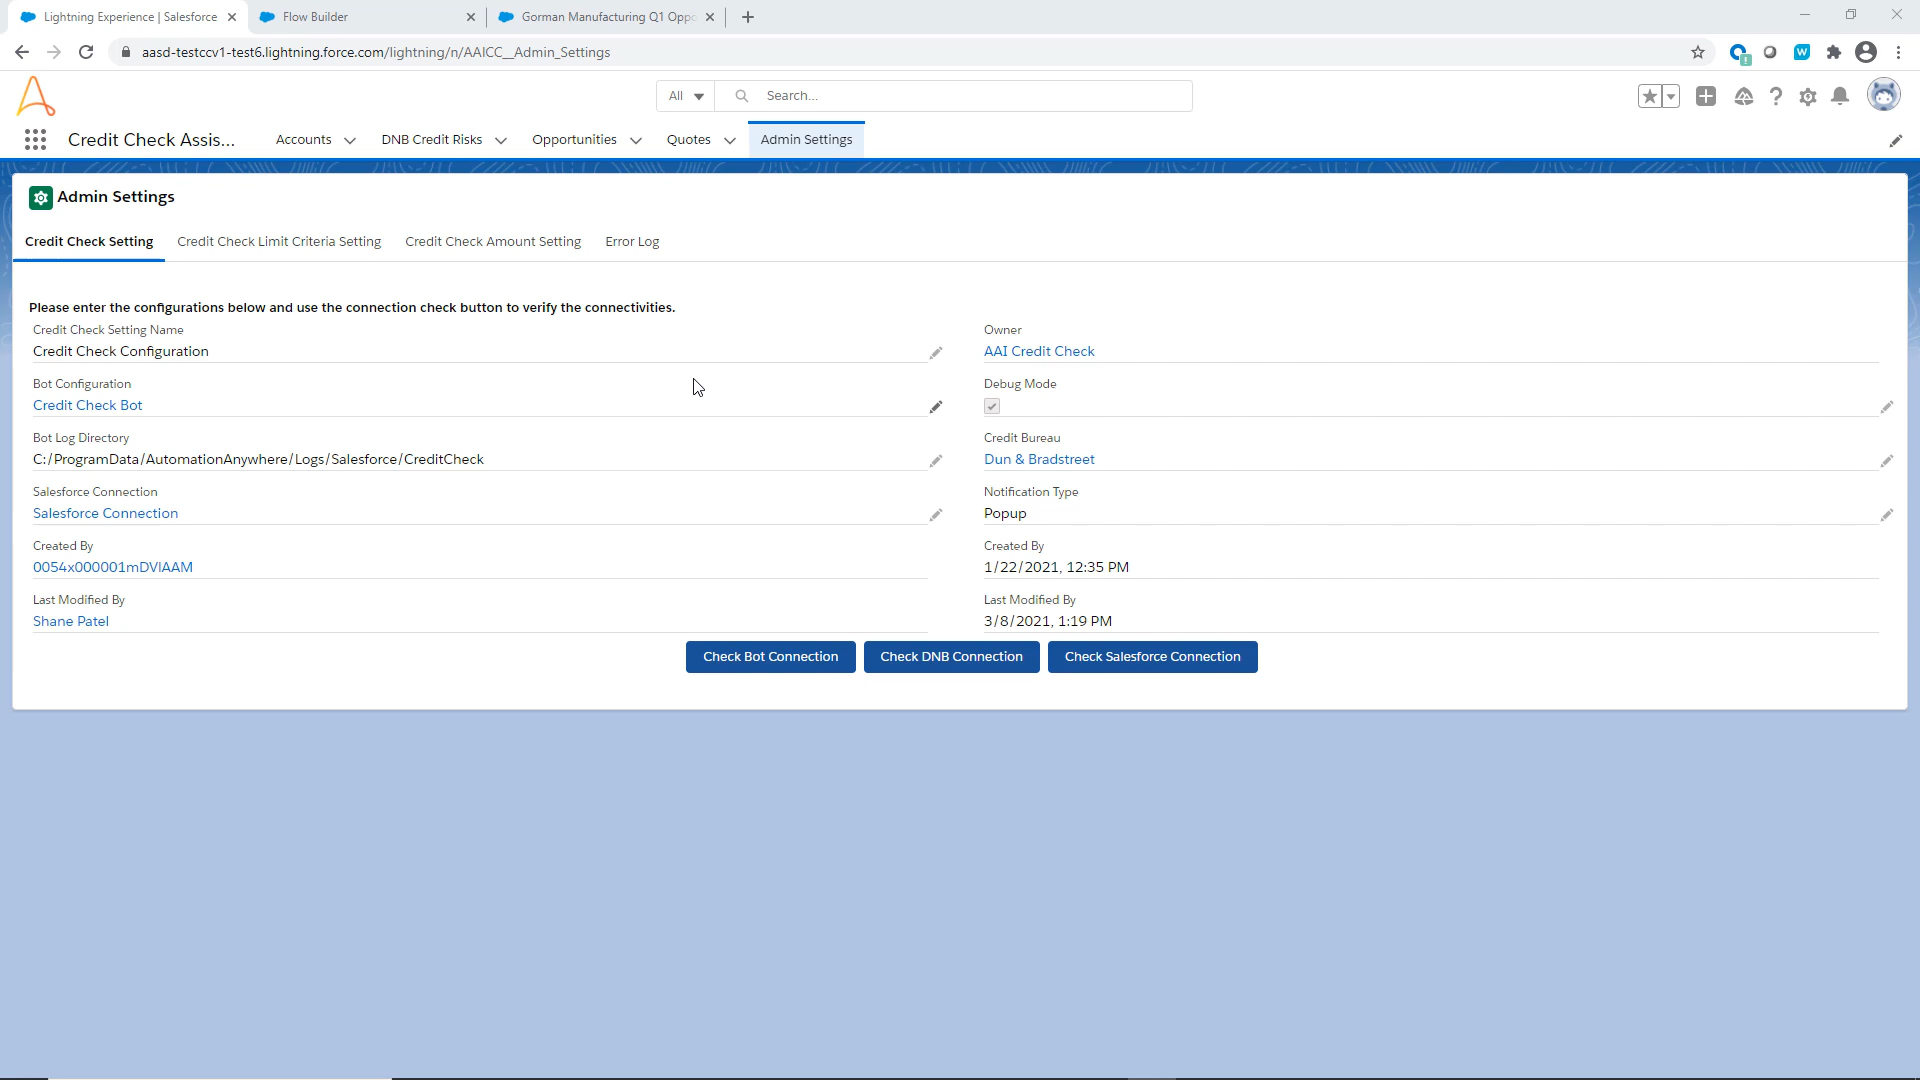 Lightning Experience | Salesforce
Flow Builder
Gorman Manufacturing Q1 Oppo
aasd-testccv1-test6.lightning.force.com/lightning/n/AAICC__Admin_Settings
All
Search...
Credit Check Assis...
Accounts
DNB Credit Risks
Opportunities
Quotes
Admin Settings
Admin Settings
Credit Check Setting
Credit Check Limit Criteria Setting
Credit Check Amount Setting
Error Log
Please enter the configurations below and use the connection check button to verify the connectivities.
Credit Check Setting Name
Credit Check Configuration
Owner
AAI Credit Check
Bot Configuration
Credit Check Bot
Debug Mode
Bot Log Directory
C:/ProgramData/AutomationAnywhere/Logs/Salesforce/CreditCheck
Credit Bureau
Dun & Bradstreet
Salesforce Connection
Salesforce Connection
Notification Type
Popup
Created By
0054x000001mDVIAAM
Created By
1/22/2021, 12:35 PM
Last Modified By
Shane Patel
Last Modified By
3/8/2021, 1:19 PM
Check Bot Connection
Check DNB Connection
Check Salesforce Connection